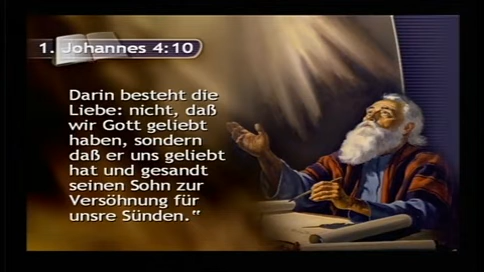 1. Johannes 4:10
Darin besteht die
Liebe: nicht, daß
wir Gott geliebt
haben, sondern
daß er uns geliebt
hat und gesandt
seinen Sohn zur
Versöhnung für
unsre Sünden."